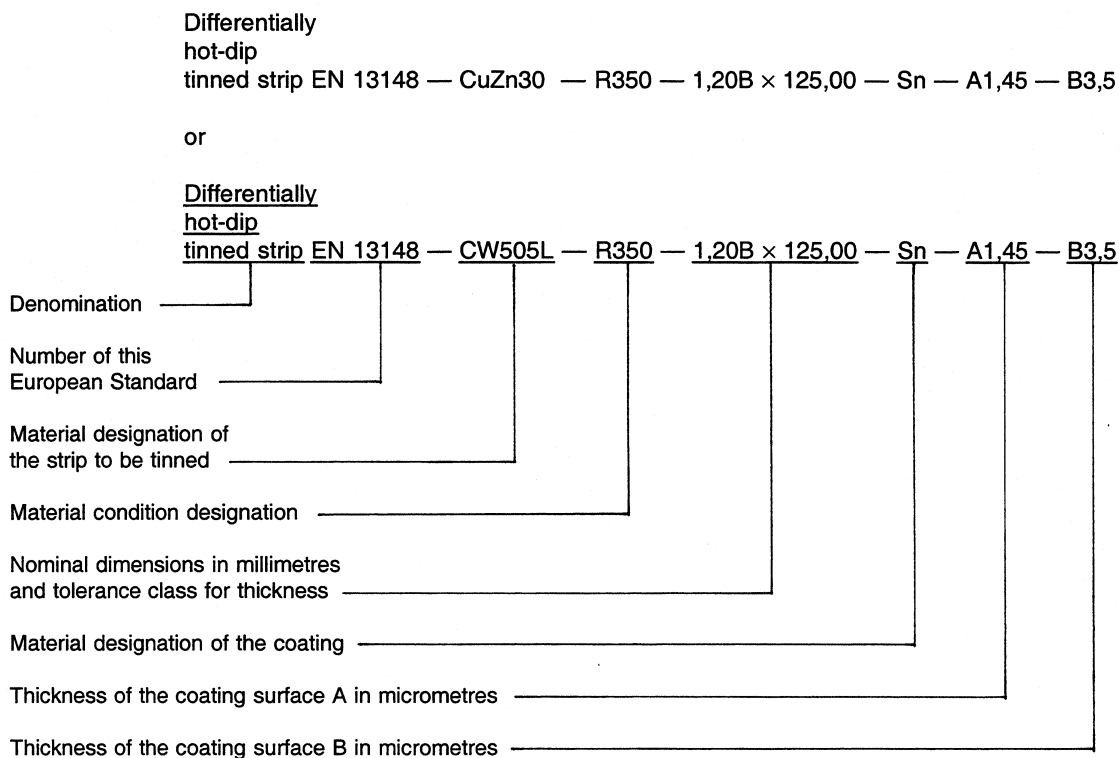 Differentially
hot-dip
tinned strip EN 13148 — CuZn30 — R350 — 1,20B × 125,00 — Sn — A1,45 — B3,5
or
Differentially
hot-dip
tinned strip EN 13148 — CW505L — R350 — 1,20B × 125,00 — Sn — A1,45 — B3,5
Denomination
Number of this
European Standard
Material designation of
the strip to be tinned
Material condition designation
Nominal dimensions in millimetres
and tolerance class for thickness
Material designation of the coating
Thickness of the coating surface A in micrometres
Thickness of the coating surface B in micrometres